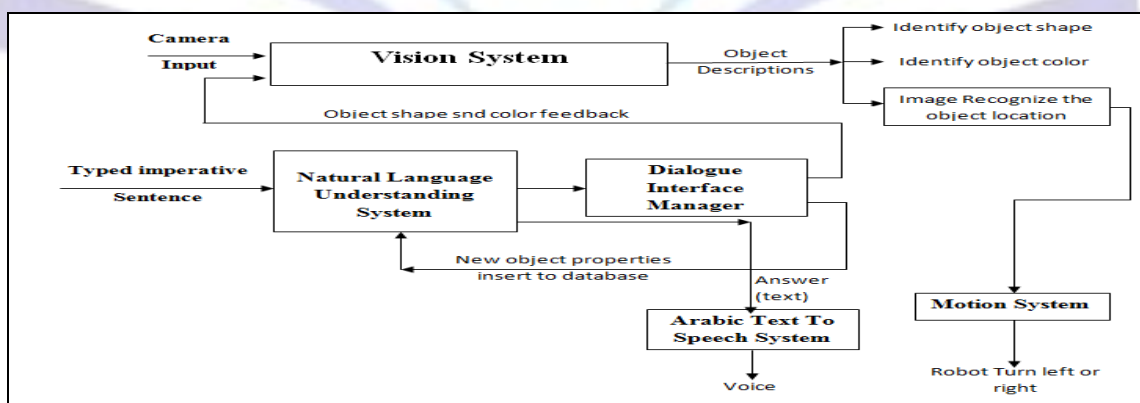 Camera
Input
Vision System
Object
Descriptions
Identify object shape
Identify object color
Image Recognize the
object location
Object shape snd color feedback
Typed imperative
Sentence
Natural Language
Understanding
System
Dialogue
Interface
Manager
New object properties
insert to database
Answer
(text)
Arabic Text To
Speech System
Voice
Motion System
Robot Turn left or
right